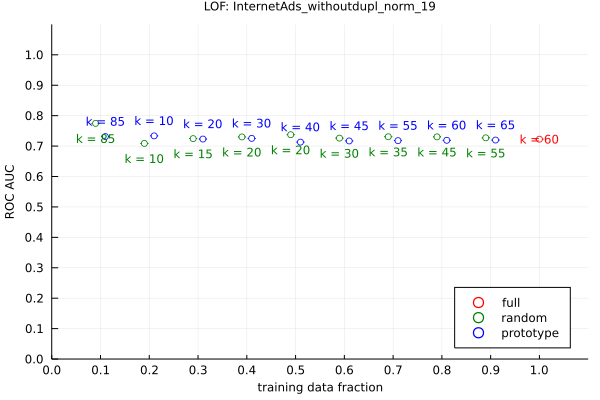 LOF: InternetAds_withoutdupl_norm_19
ROC AUC
1.0
0.9
0.8
0.7
0.6
0.5
0.4
0.3
0.2
0.1
0.0
k = 85
k = 10
k = 20
k = 30
k = 40
k = 45
k = 55
k = 60
k = 65
k = 85
k = 10
k = 15
k = 20
k = 20
k = 30
k = 35
k = 45
k = 55
k = 60
full
random
prototype
0.0 0.1 0.2 0.3 0.4 0.5 0.6 0.7 0.8 0.9 1.0
training data fraction